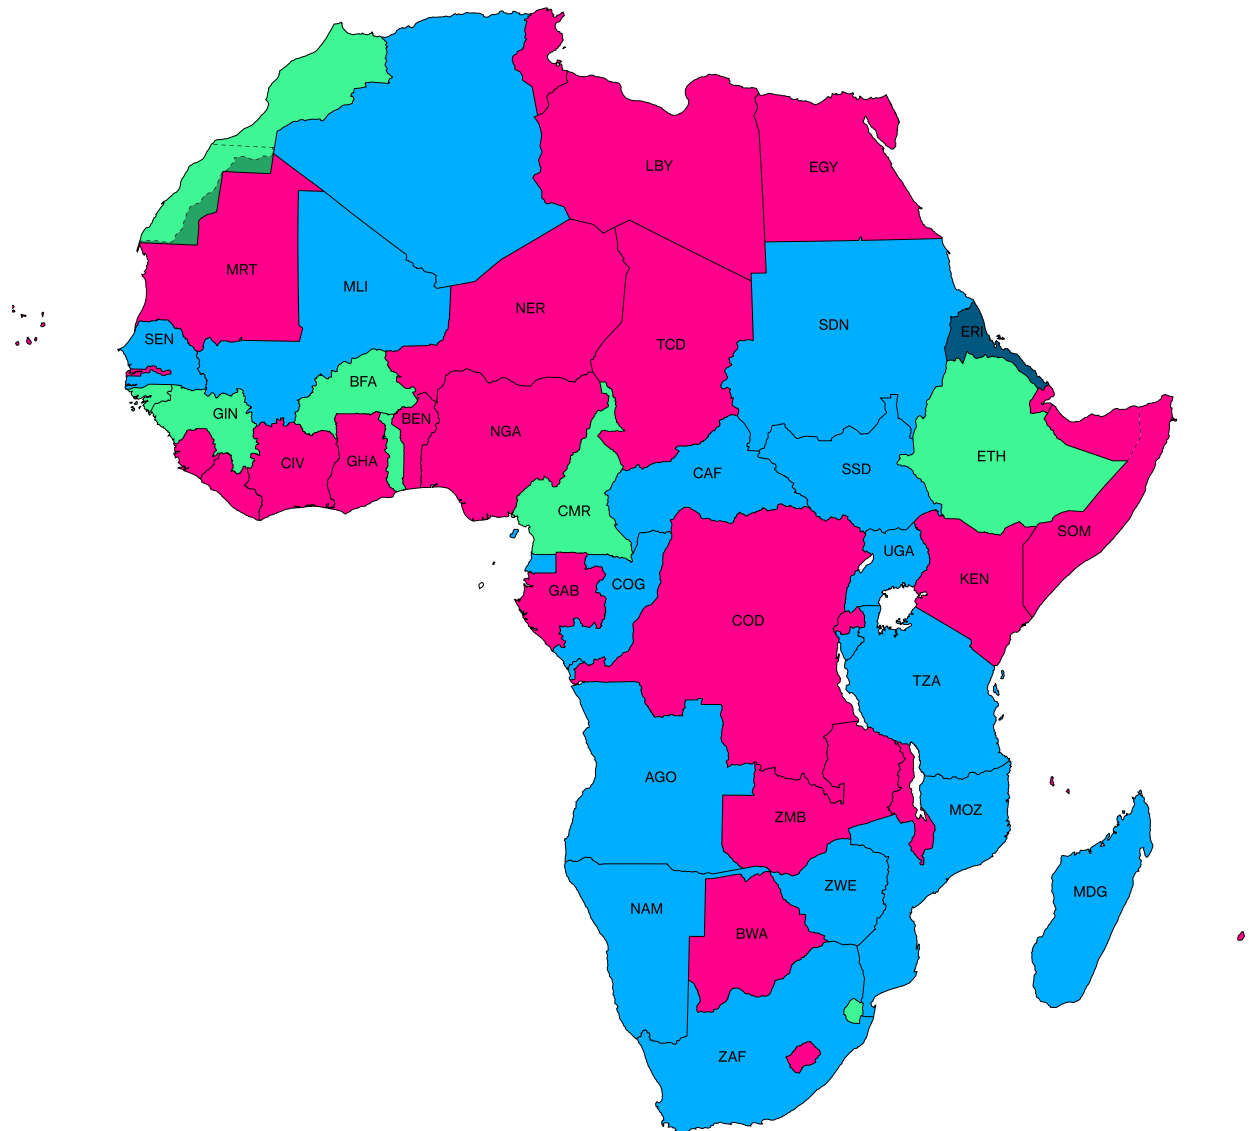 LBY
EGY
MRT
MLI
NER
SDN
ERI
SEN
TCD
BFA
GIN
BEN
NGA
CIV
GHA
CAF
SSD
ETH
CMR
SOM
UGA
GAB
COG
KEN
COD
TZA
AGO
ZMB
MOZ
ZWE
MDG
NAM
BWA
ZAF